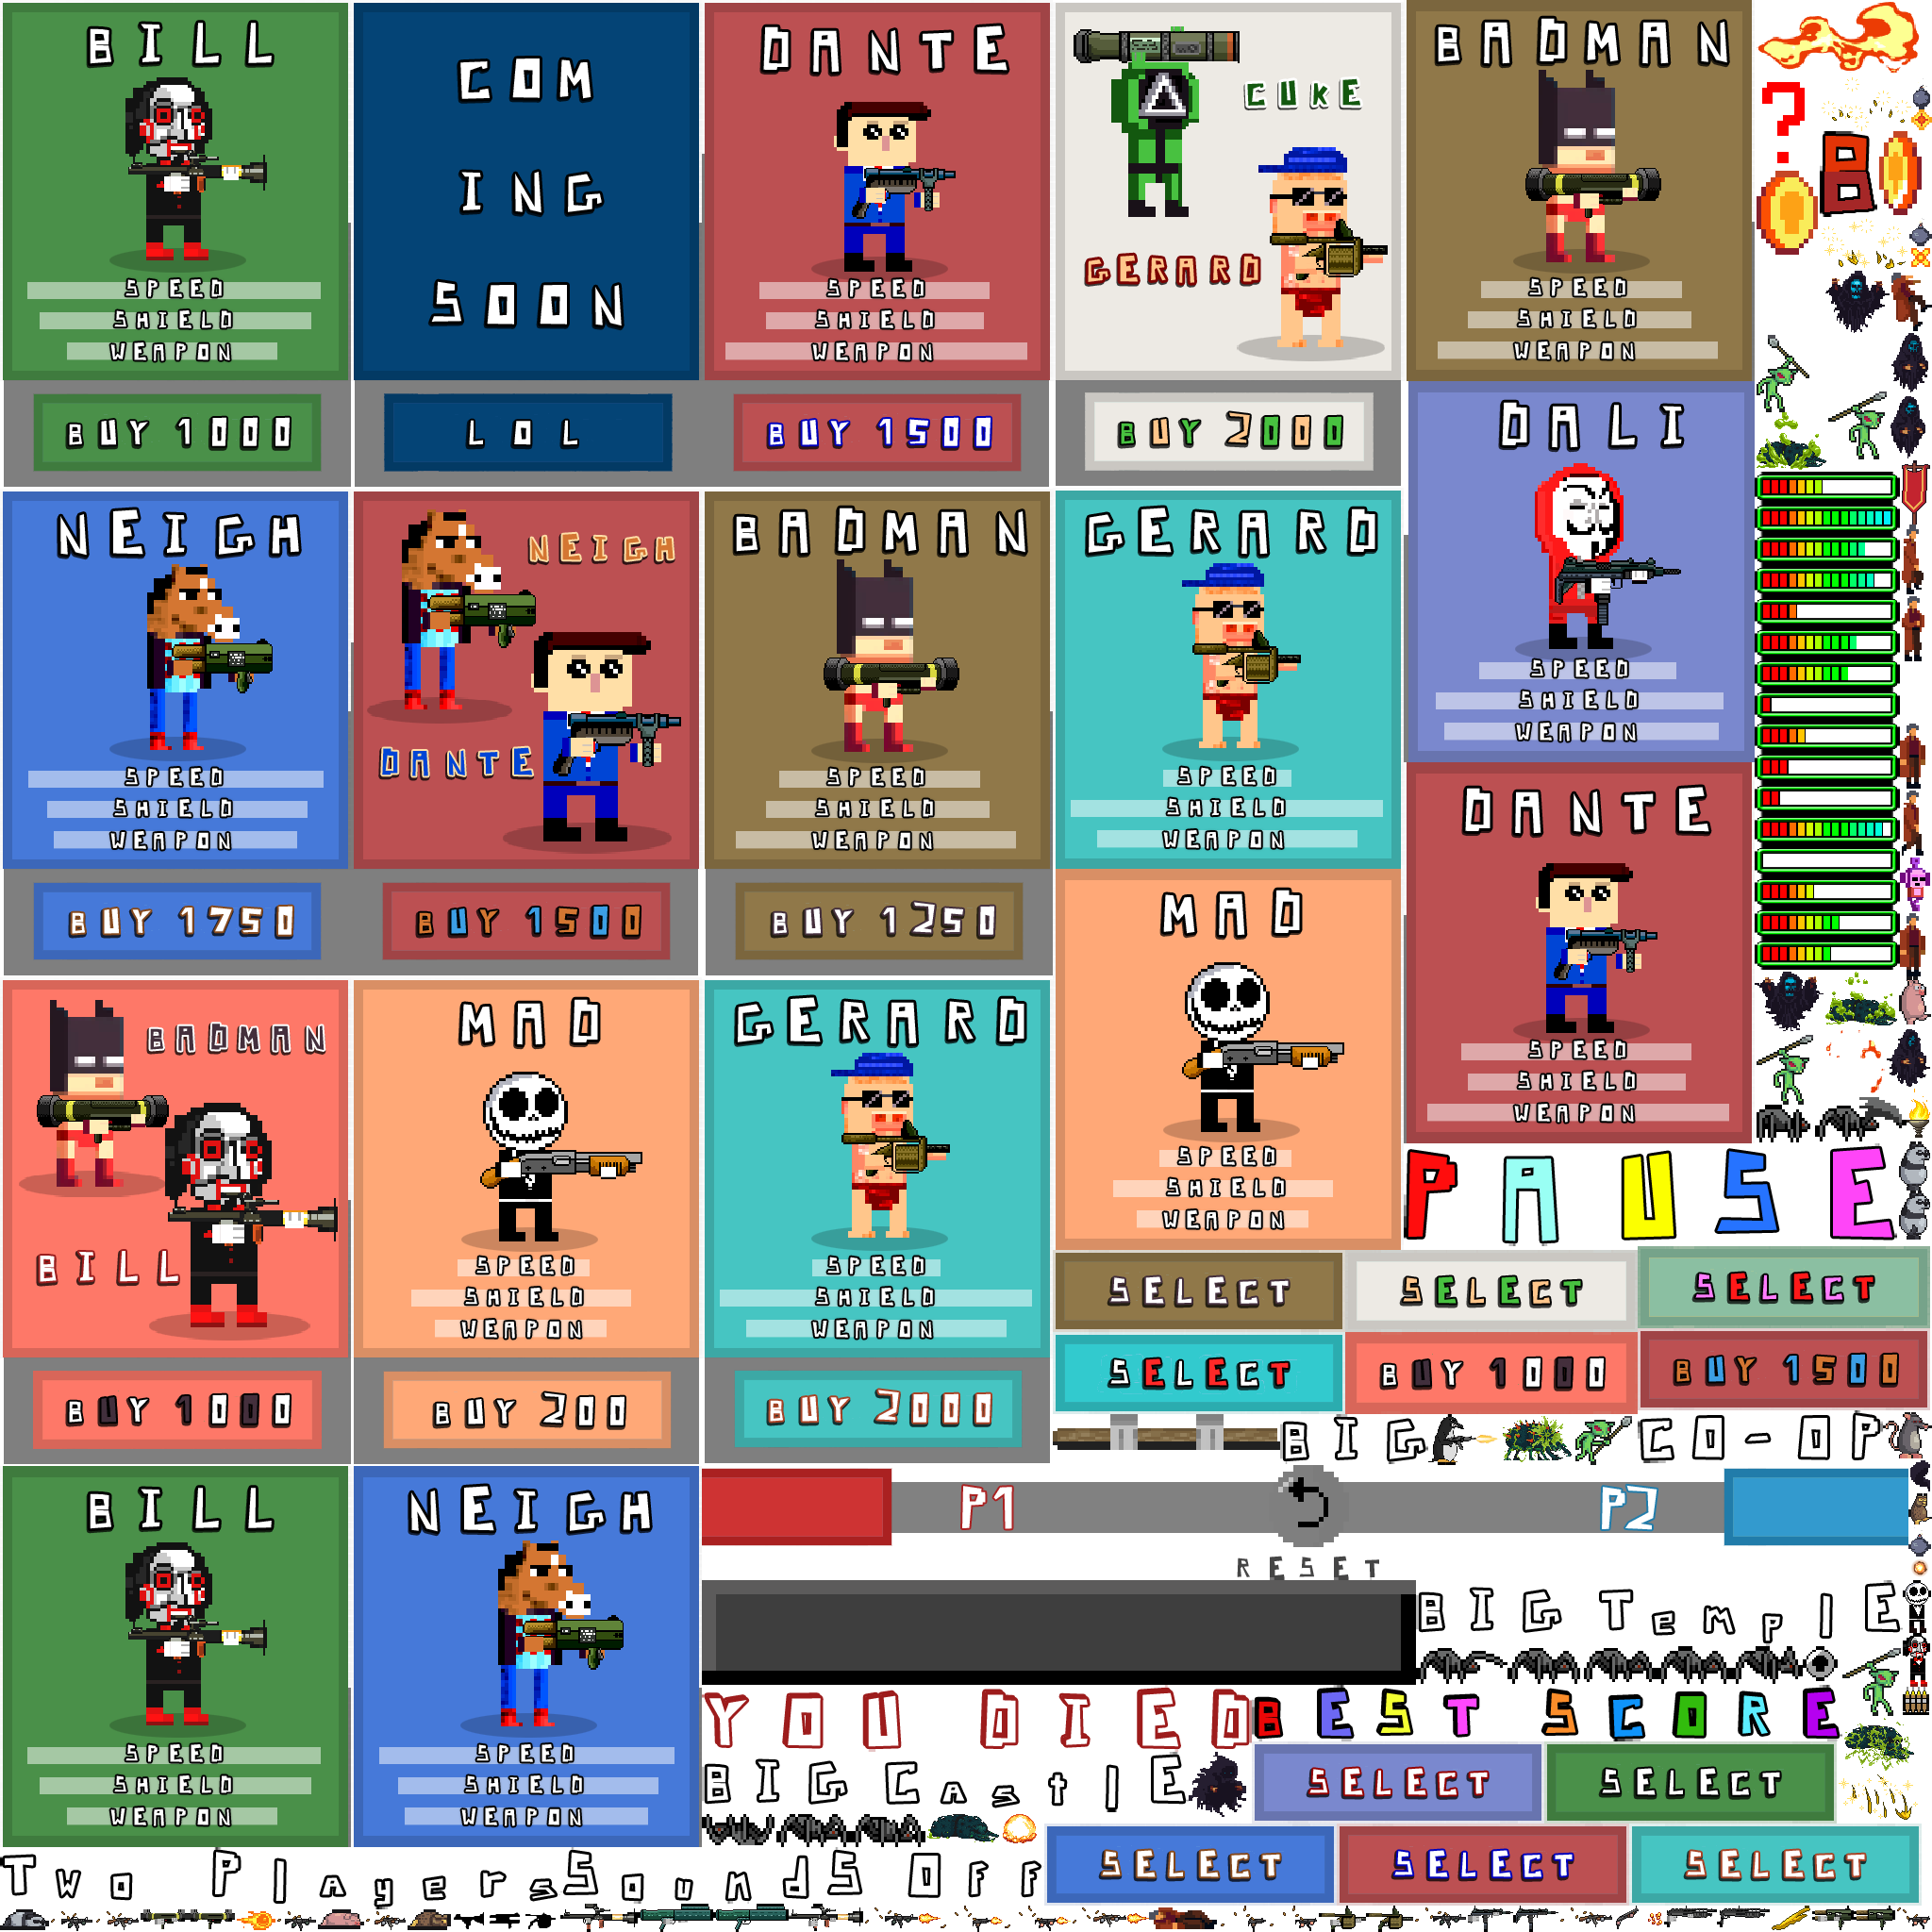 BILL
SPEED
SHIELD
WEAPON
BUY 1000
COM
ING
SOON
LOL
DANTE
SPEED
SHIELD
WEAPON
BUY 1500
CUKE
GERARD
BUY 2000
BADMAN
SPEED
SHIELD
WEAPON
?
B
NEIGH
SPEED
SHIELD
WEAPON
BUY 1750
NEIGH
DANTE
BUY 1500
BADMAN
SPEED
SHIELD
WEAPON
BUY 1250
GERARD
SPEED
SHIELD
WEAPON
DALI
SPEED
SHIELD
WEAPON
DANTE
SPEED
SHIELD
WEAPON
BADMAN
BILL
BUY 1000
MAD
SPEED
SHIELD
WEAPON
BUY 200
GERARD
SPEED
SHIELD
WEAPON
BUY 2000
MAD
SPEED
SHIELD
WEAPON
PAUSE
SELECT
SELECT
SELECT
SELECT
BUY 1000
BUY 1500
BIG
CO-OP
BILL
SPEED
SHIELD
WEAPON
NEIGH
SPEED
SHIELD
WEAPON
P1
P2
RESET
BIG TemplE
YOU DIED
BEST SCORE
BIG CastlE
SELECT
SELECT
SELECT
SELECT
SELECT
Two Players
SoundS OFF